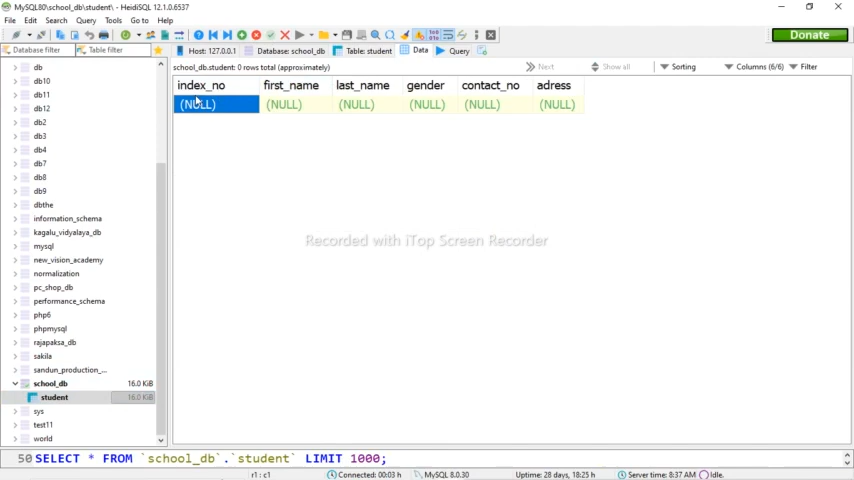 MySQL80\school_db\student\ - HeidiSQL 12.1.0.6537
File Edit Search Query Tools Go to Help
Donate
Database filter Table filter
Host: 127.0.0.1 Database: school_db Table: student Data Query
school_db.student: 0 rows total (approximately) Next Show all Sorting Columns (6/6) Filter
index_no first_name last_name gender contact_no adress
(NULL) (NULL) (NULL) (NULL) (NULL) (NULL)
db
db10
db11
db12
db2
db3
db4
db7
db8
db9
dbthe
information_schema
kagalu_vidyalaya_db
mysql
new_vision_academy
normalization
pc_shop_db
performance_schema
php6
phpmysql
rajapaksa_db
sakila
sandun_production_...
school_db 16.0 KiB
student 16.0 KiB
sys
test11
world
Recorded with iTop Screen Recorder
50 SELECT * FROM `school_db`.`student` LIMIT 1000;
r1 : c1 Connected: 00:03 h MySQL 8.0.30 Uptime: 28 days, 18:25 h Server time: 8:37 AM Idle.